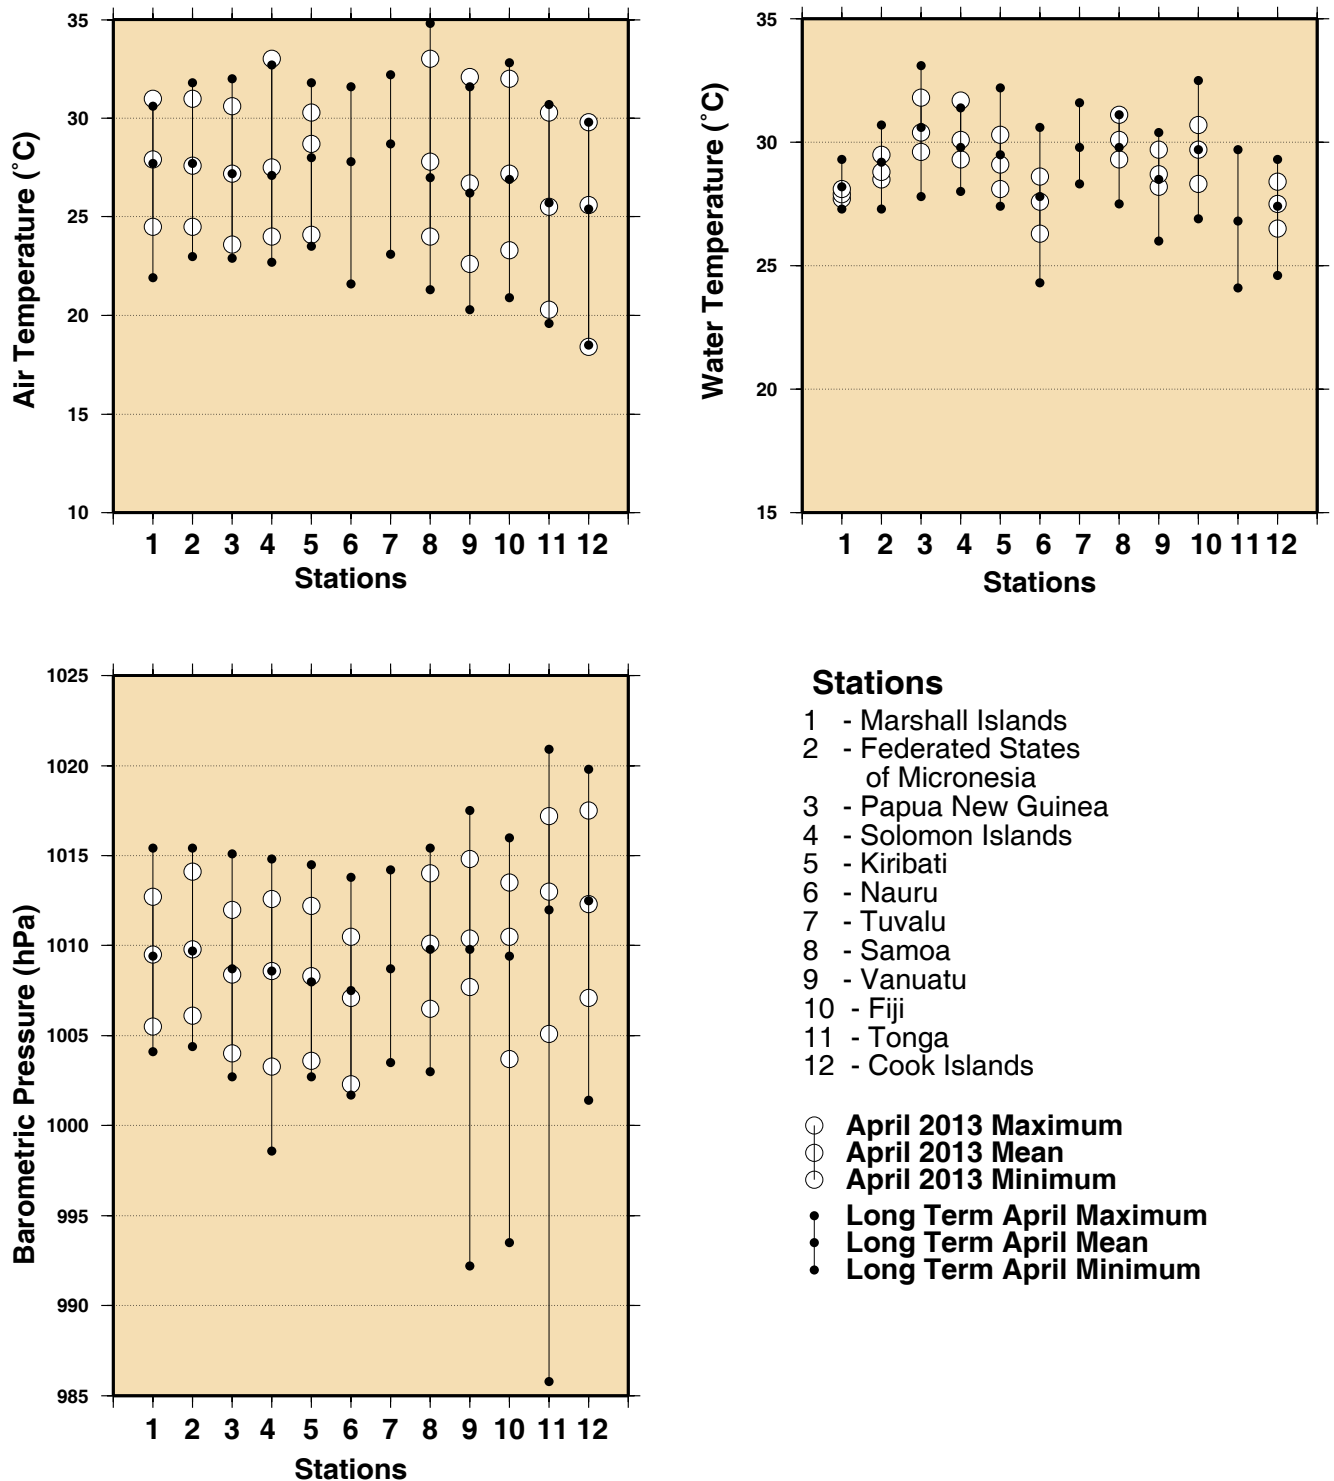 35
30
25
20
15
10
Air Temperature (˚C)
1 2 3 4 5 6 7 8 9 10 11 12
Stations
35
30
25
20
15
Water Temperature (˚C)
1 2 3 4 5 6 7 8 9 10 11 12
Stations
1025
1020
1015
1010
1005
1000
995
990
985
Barometric Pressure (hPa)
1 2 3 4 5 6 7 8 9 10 11 12
Stations
Stations
1 - Marshall Islands
2 - Federated States
of Micronesia
3 - Papua New Guinea
4 - Solomon Islands
5 - Kiribati
6 - Nauru
7 - Tuvalu
8 - Samoa
9 - Vanuatu
10 - Fiji
11 - Tonga
12 - Cook Islands
April 2013 Maximum
April 2013 Mean
April 2013 Minimum
Long Term April Maximum
Long Term April Mean
Long Term April Minimum